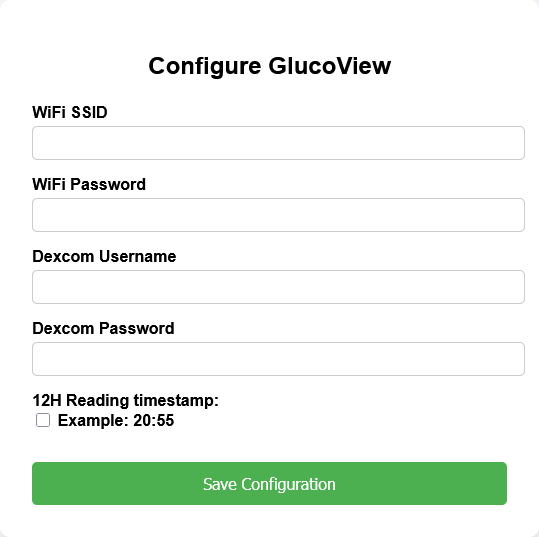 Configure GlucoView
WiFi SSID
WiFi Password
Dexcom Username
Dexcom Password
12H Reading timestamp:
Example: 20:55
Save Configuration